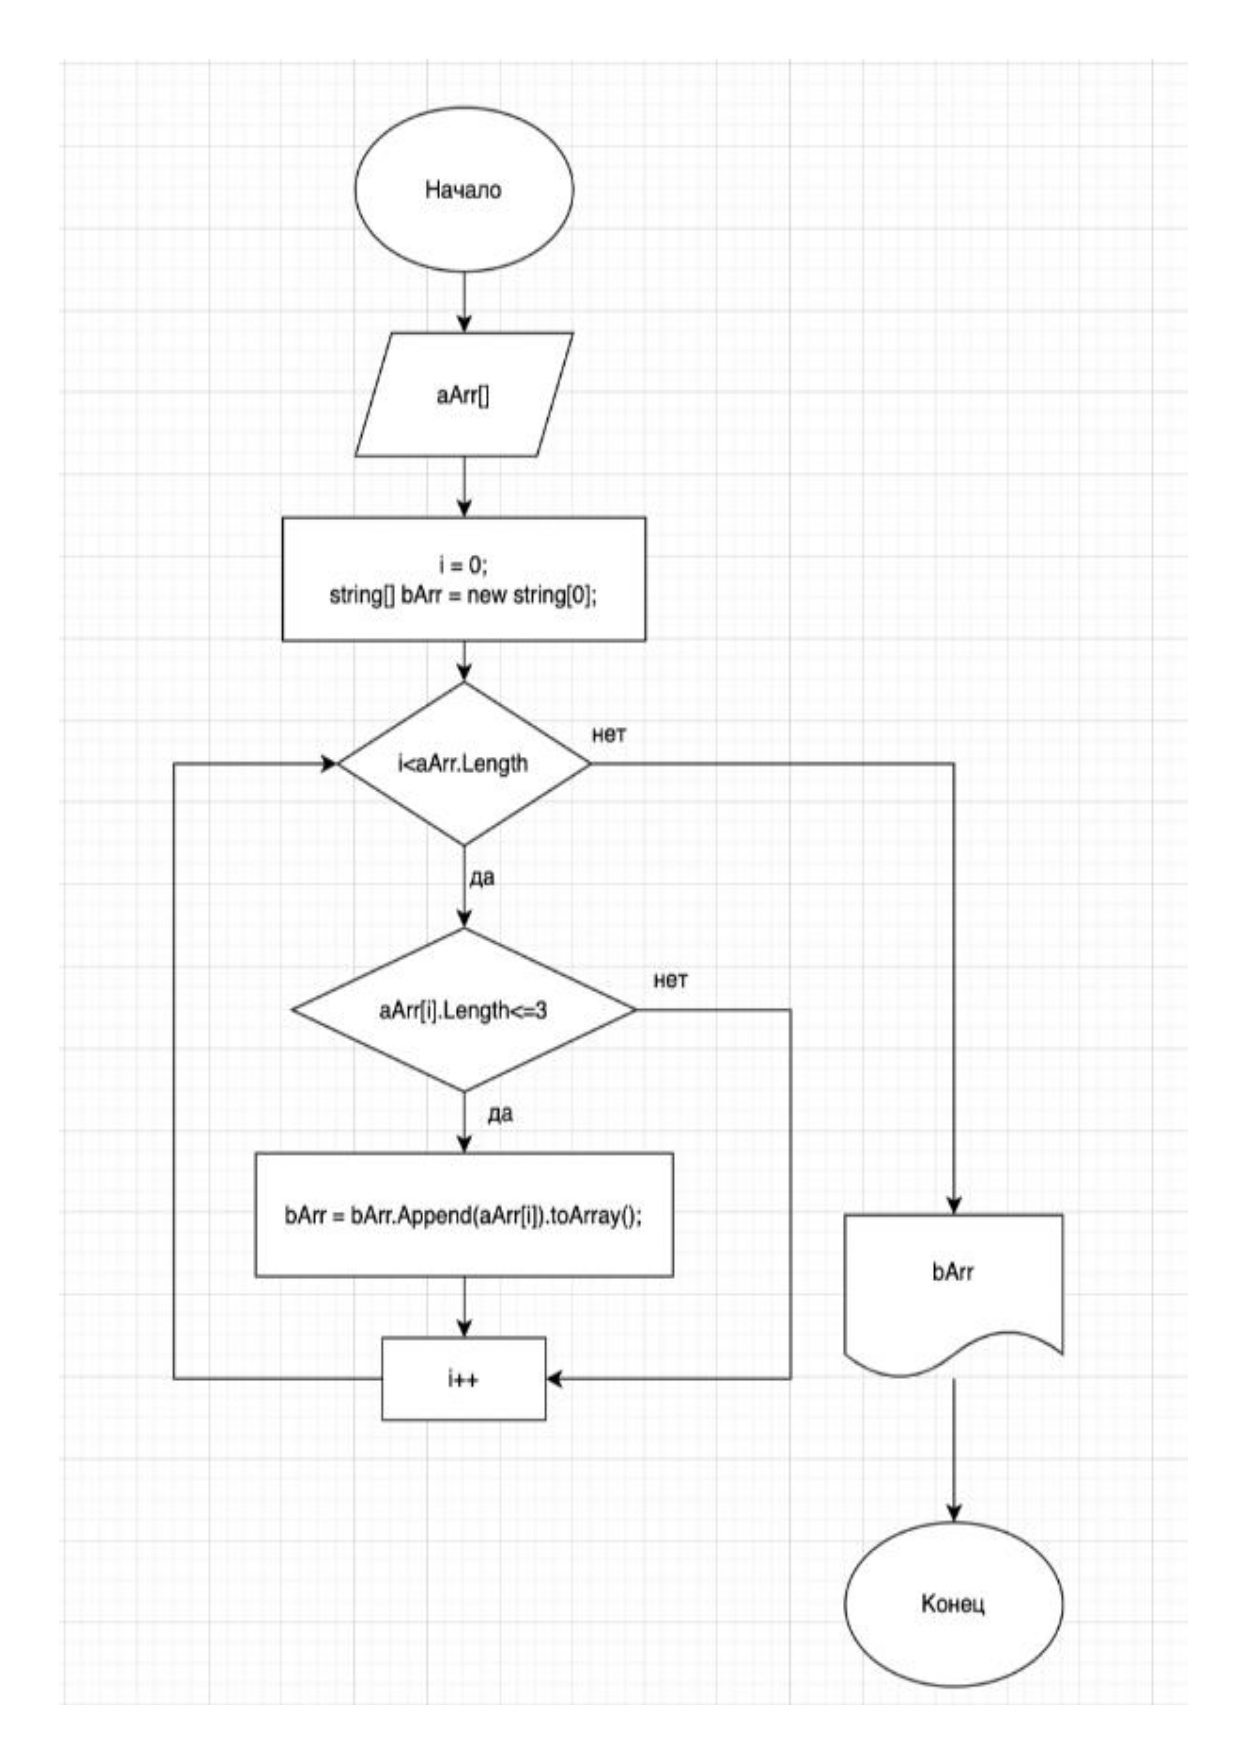 Начало
aArr[]
i = 0;
string[] bArr = new string[0];
i<aArr.Length
нет
да
aArr[i].Length<=3
нет
да
bArr = bArr.Append(aArr[i]).toArray();
i++
bArr
Конец